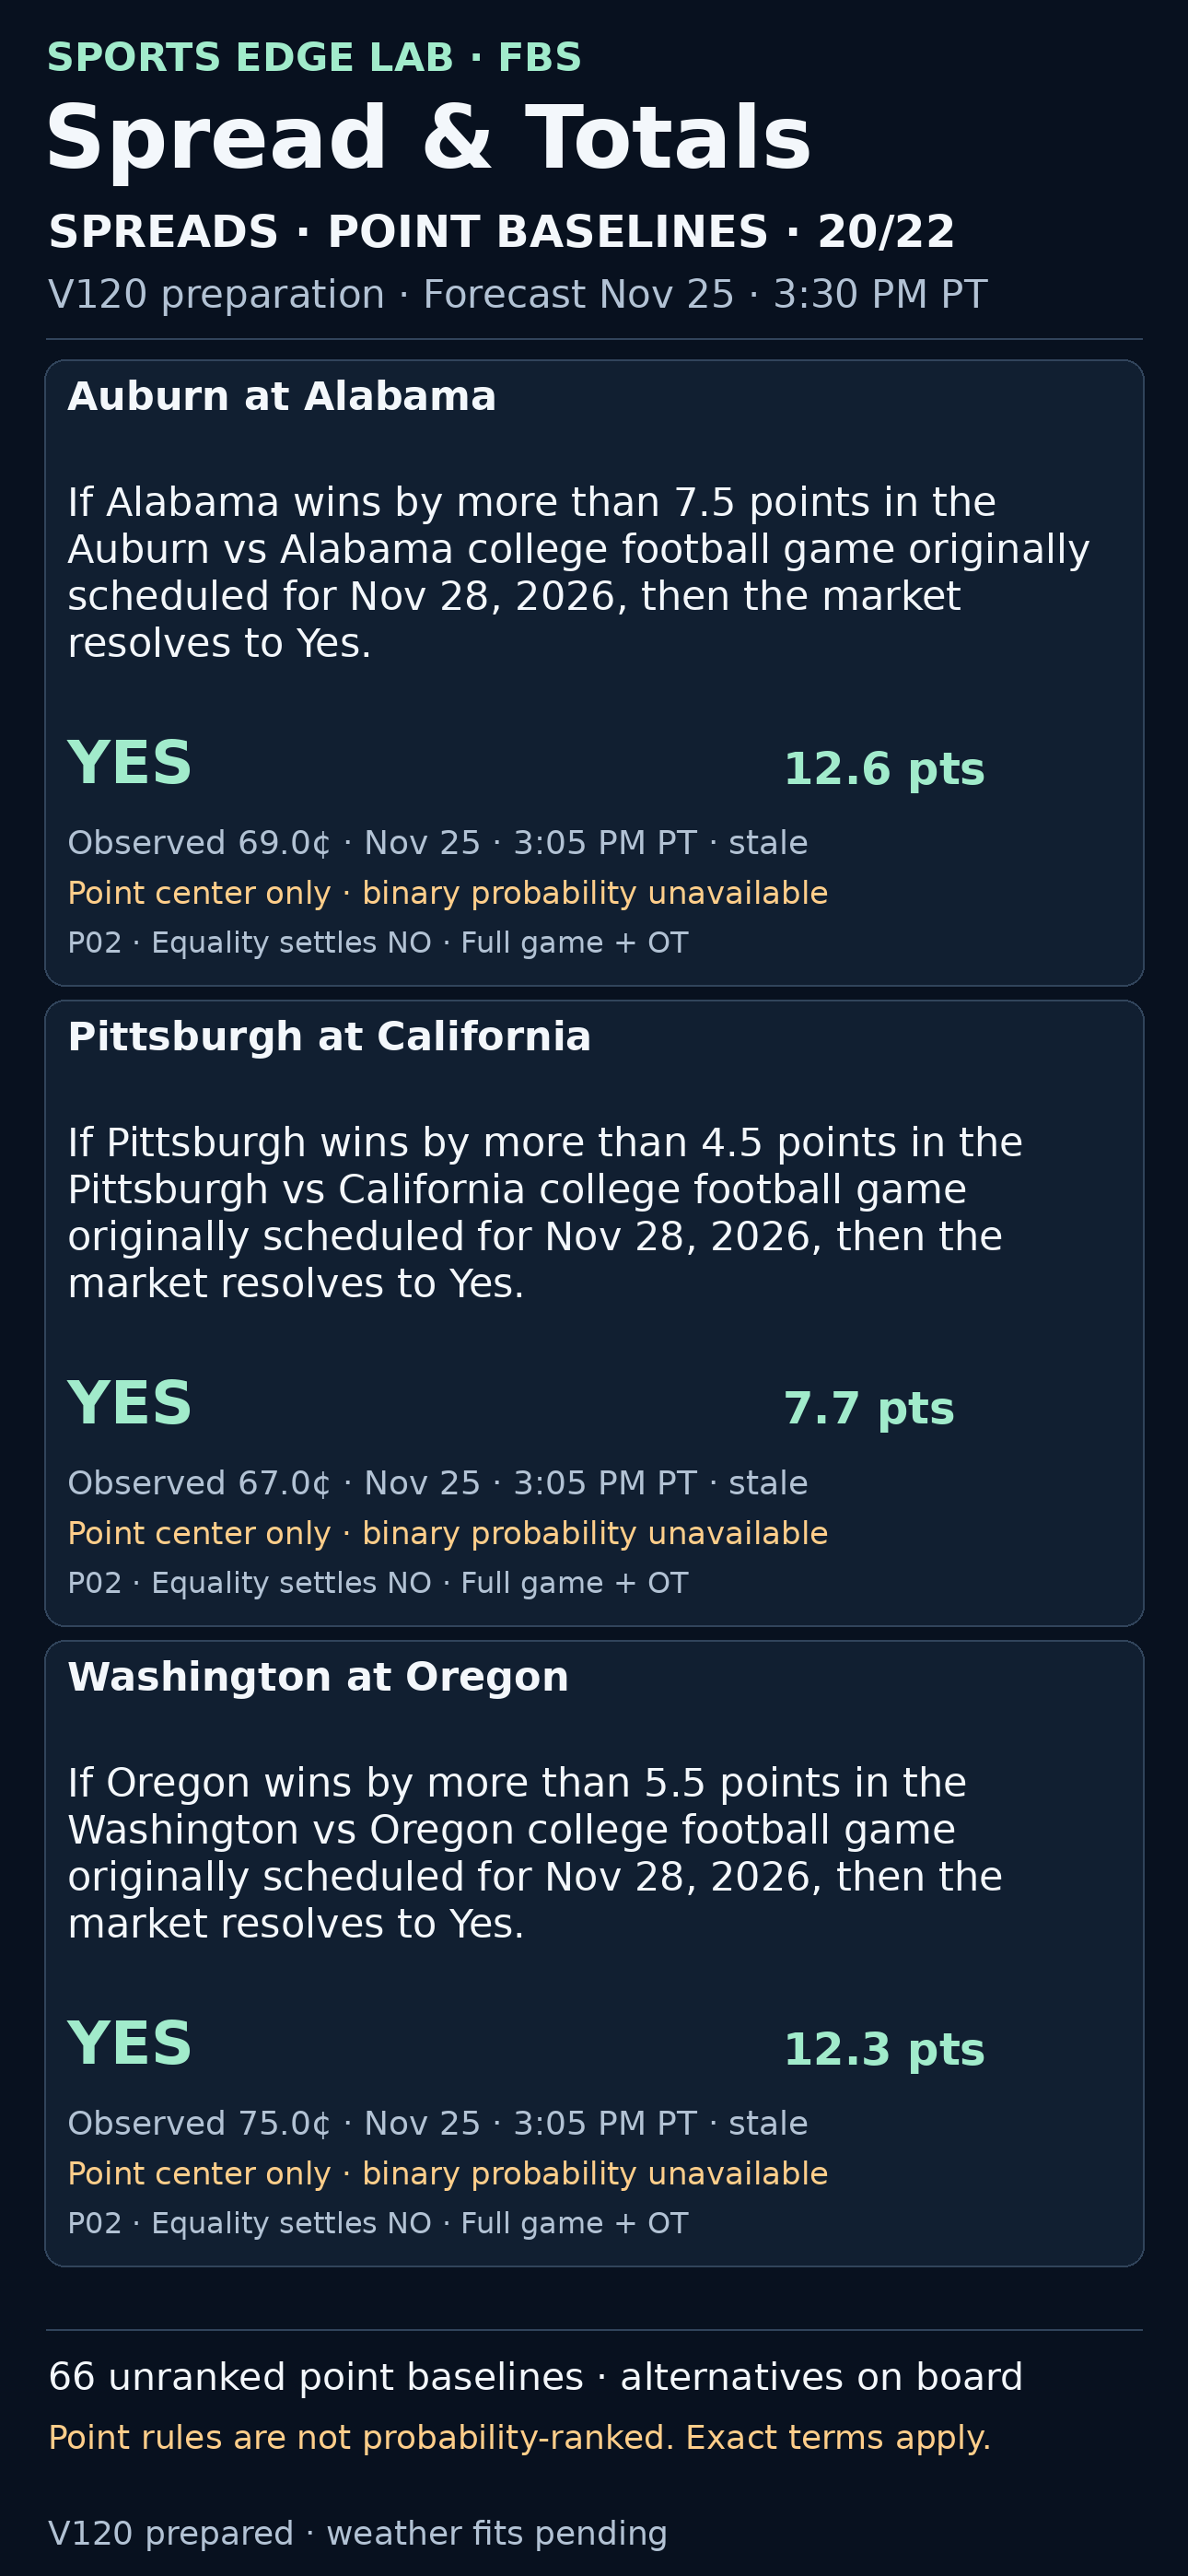 SPORTS EDGE LAB · FBS
Spread & Totals
SPREADS · POINT BASELINES · 20/22
V120 preparation · Forecast Nov 25 · 3:30 PM PT
Auburn at Alabama
If Alabama wins by more than 7.5 points in the
Auburn vs Alabama college football game originally
scheduled for Nov 28, 2026, then the market
resolves to Yes.
YES 12.6 pts
Observed 69.0¢ · Nov 25 · 3:05 PM PT · stale
Point center only · binary probability unavailable
P02 · Equality settles NO · Full game + OT
Pittsburgh at California
If Pittsburgh wins by more than 4.5 points in the
Pittsburgh vs California college football game
originally scheduled for Nov 28, 2026, then the
market resolves to Yes.
YES 7.7 pts
Observed 67.0¢ · Nov 25 · 3:05 PM PT · stale
Point center only · binary probability unavailable
P02 · Equality settles NO · Full game + OT
Washington at Oregon
If Oregon wins by more than 5.5 points in the
Washington vs Oregon college football game
originally scheduled for Nov 28, 2026, then the
market resolves to Yes.
YES 12.3 pts
Observed 75.0¢ · Nov 25 · 3:05 PM PT · stale
Point center only · binary probability unavailable
P02 · Equality settles NO · Full game + OT
66 unranked point baselines · alternatives on board
Point rules are not probability-ranked. Exact terms apply.
V120 prepared · weather fits pending